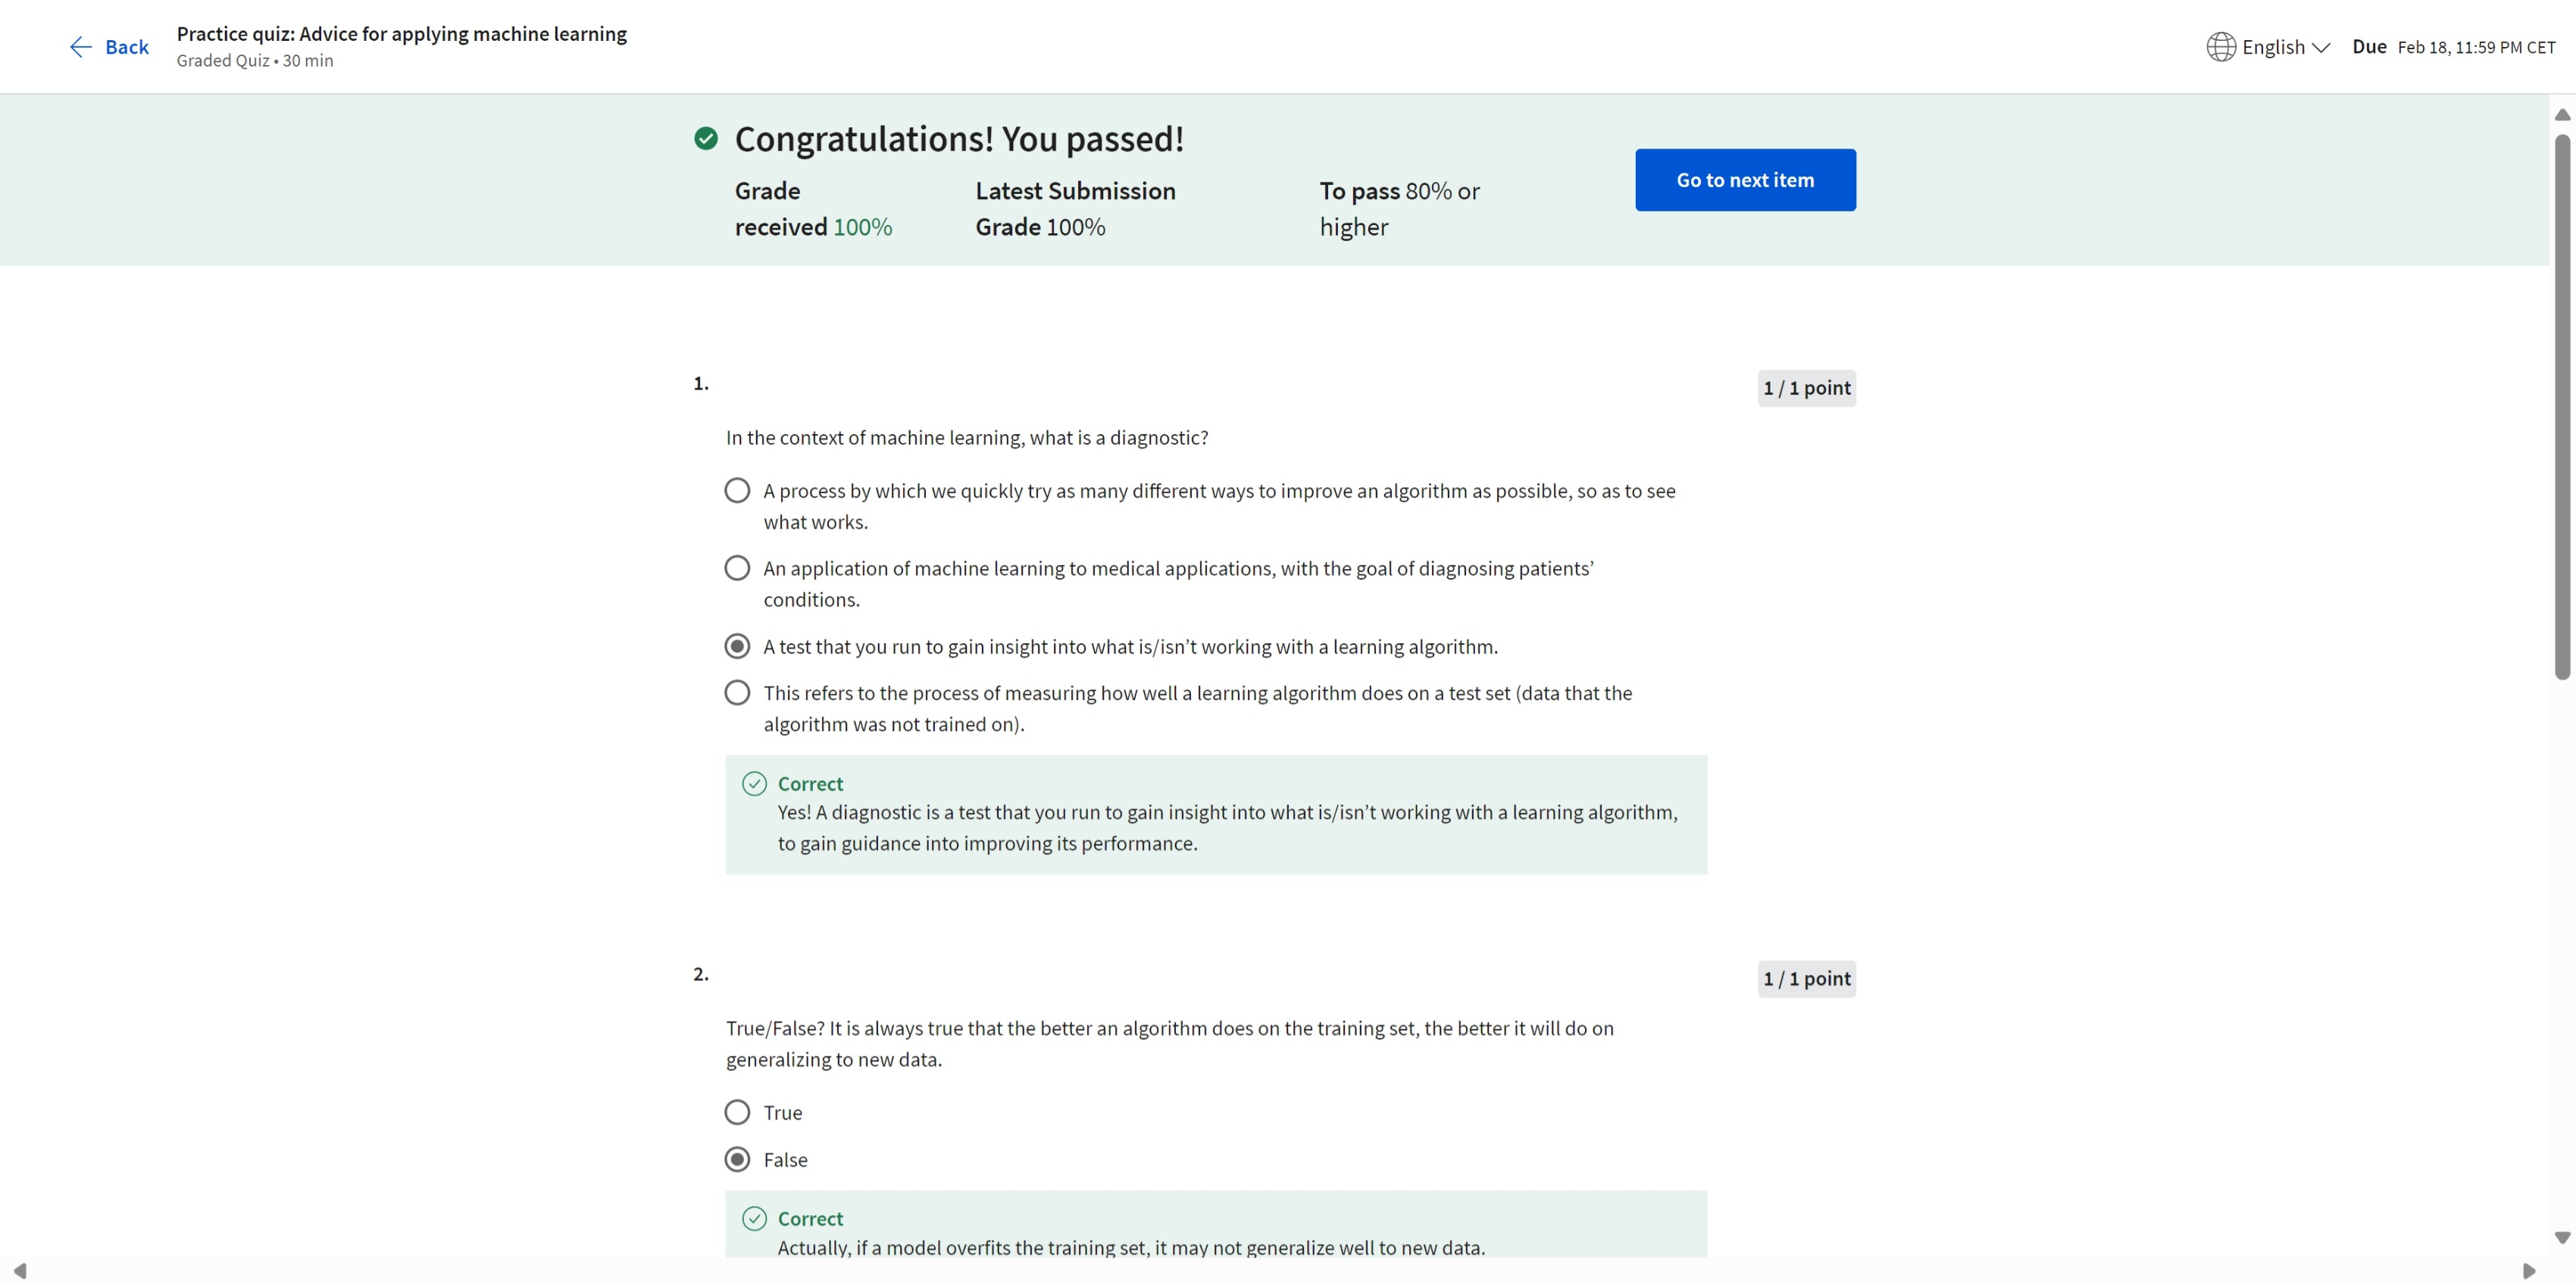 Back
Practice quiz: Advice for applying machine learning
Graded Quiz • 30 min
English
Due Feb 18, 11:59 PM CET
Congratulations! You passed!
Grade
received 100%
Latest Submission
Grade 100%
To pass 80% or
higher
Go to next item
1.
1 / 1 point
In the context of machine learning, what is a diagnostic?
A process by which we quickly try as many different ways to improve an algorithm as possible, so as to see
what works.
An application of machine learning to medical applications, with the goal of diagnosing patients’
conditions.
A test that you run to gain insight into what is/isn’t working with a learning algorithm.
This refers to the process of measuring how well a learning algorithm does on a test set (data that the
algorithm was not trained on).
Correct
Yes! A diagnostic is a test that you run to gain insight into what is/isn’t working with a learning algorithm,
to gain guidance into improving its performance.
2.
1 / 1 point
True/False? It is always true that the better an algorithm does on the training set, the better it will do on
generalizing to new data.
True
False
Correct
Actually, if a model overfits the training set, it may not generalize well to new data.